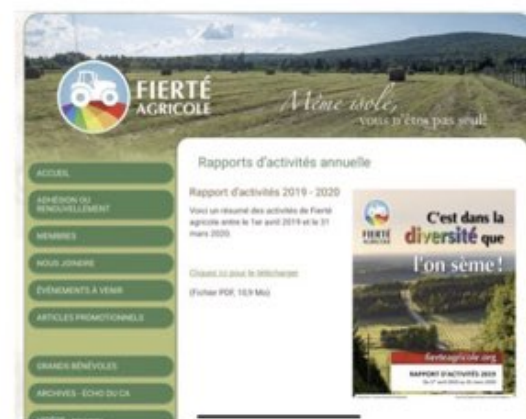 FIERTÉ
AGRICOLE
Même isolé,
vous n'êtes pas seul!
ACCUEIL
ADHÉSION OU
RENOUVELLEMENT
MEMBRES
NOUS JOINDRE
ÉVÉNEMENTS À VENIR
ARTICLES PROMOTIONNELS
GRANDS BÉNÉVOLES
ARCHIVES - ÉCHO DU CA
Rapports d'activités annuelle
Rapport d'activités 2019 - 2020
Voici un résumé des activités de Fierté
agricole entre le 1er avril 2019 et le 31
mars 2020.
Cliquez ici pour le télécharger
(Fichier PDF, 10,9 Mo)
FIERTÉ
AGRICOLE
C'est dans la
diversité que
l'on sème!
fierteagricole.org
RAPPORT D'ACTIVITÉS 2019